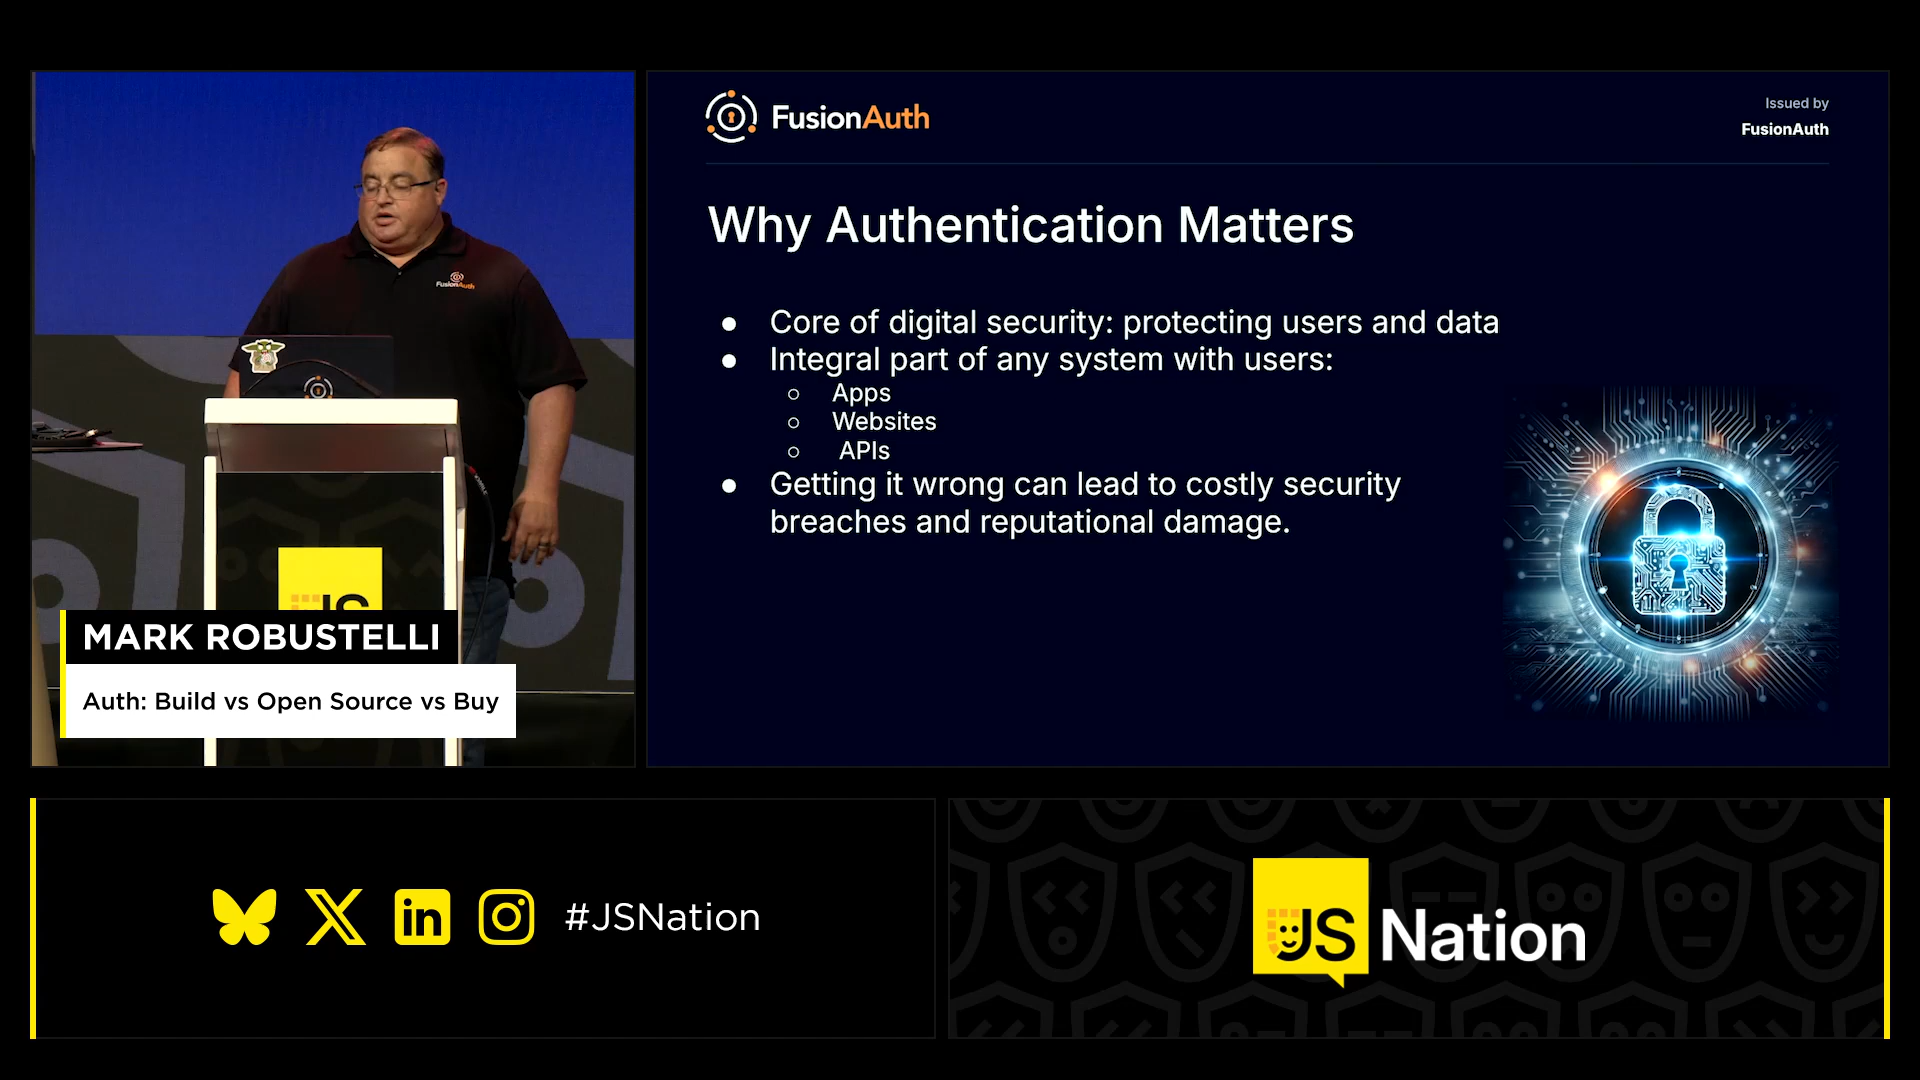 FusionAuth
Issued by
FusionAuth
Why Authentication Matters
● Core of digital security: protecting users and data
● Integral part of any system with users:
○ Apps
○ Websites
○ APIs
● Getting it wrong can lead to costly security
breaches and reputational damage.
FusionAuth
JS
MARK ROBUSTELLI
Auth: Build vs Open Source vs Buy
#JSNation
JS Nation